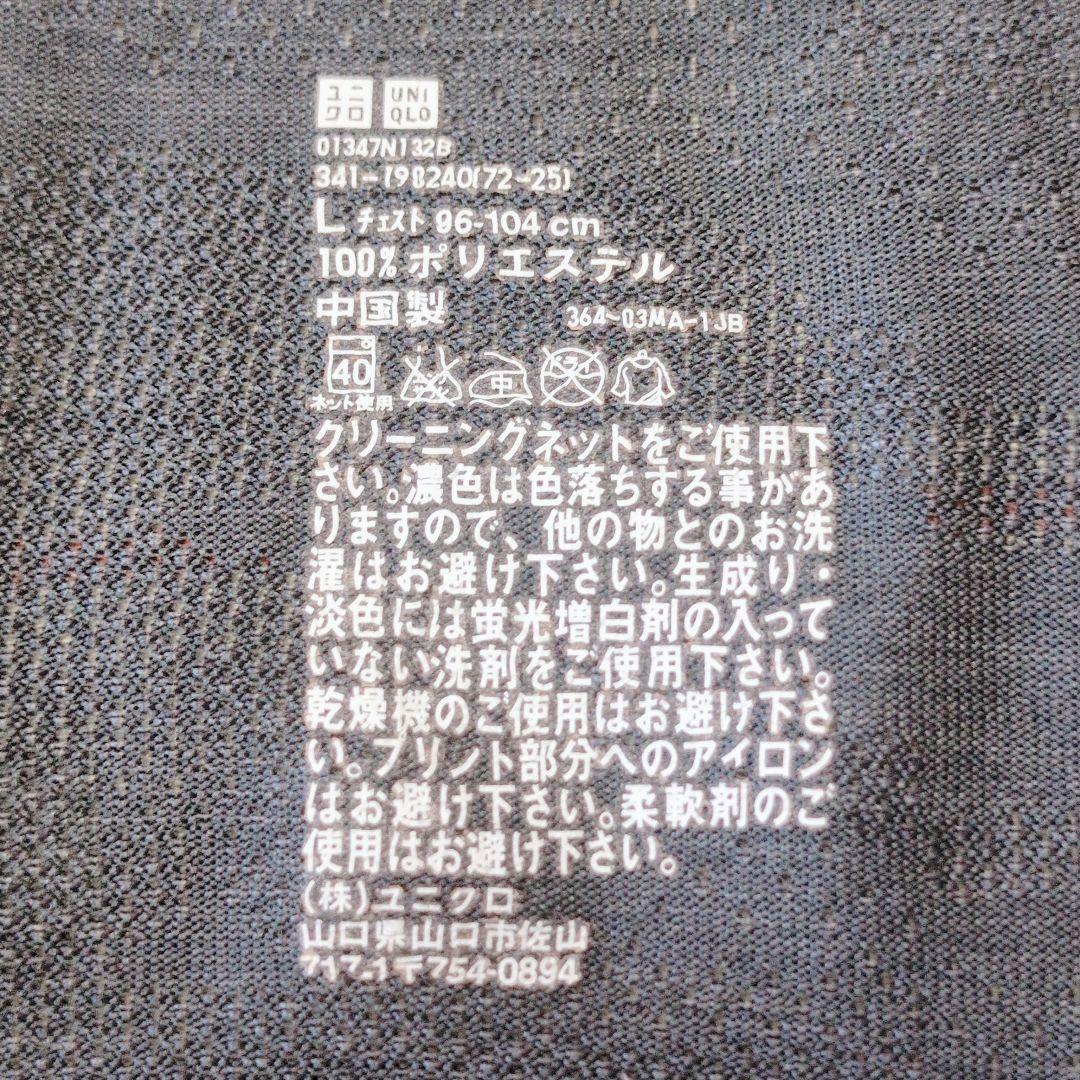 ユニクロ UNIQLO
01347N132B
341-198240(72-25)
L チェスト 96-104 cm
100% ポリエステル
中国製 364-03MA-1JB
40 中 ドライ
ネット使用
クリーニングネットをご使用下
さい。濃色は色落ちする事があ
りますので、他の物とのお洗
濯はお避け下さい。生成り・
淡色には蛍光増白剤の入って
いない洗剤をご使用下さい。
乾燥機のご使用はお避け下さ
い。プリント部分へのアイロン
はお避け下さい。柔軟剤のご
使用はお避け下さい。
(株)ユニクロ
山口県山口市佐山
717-1 〒754-0894